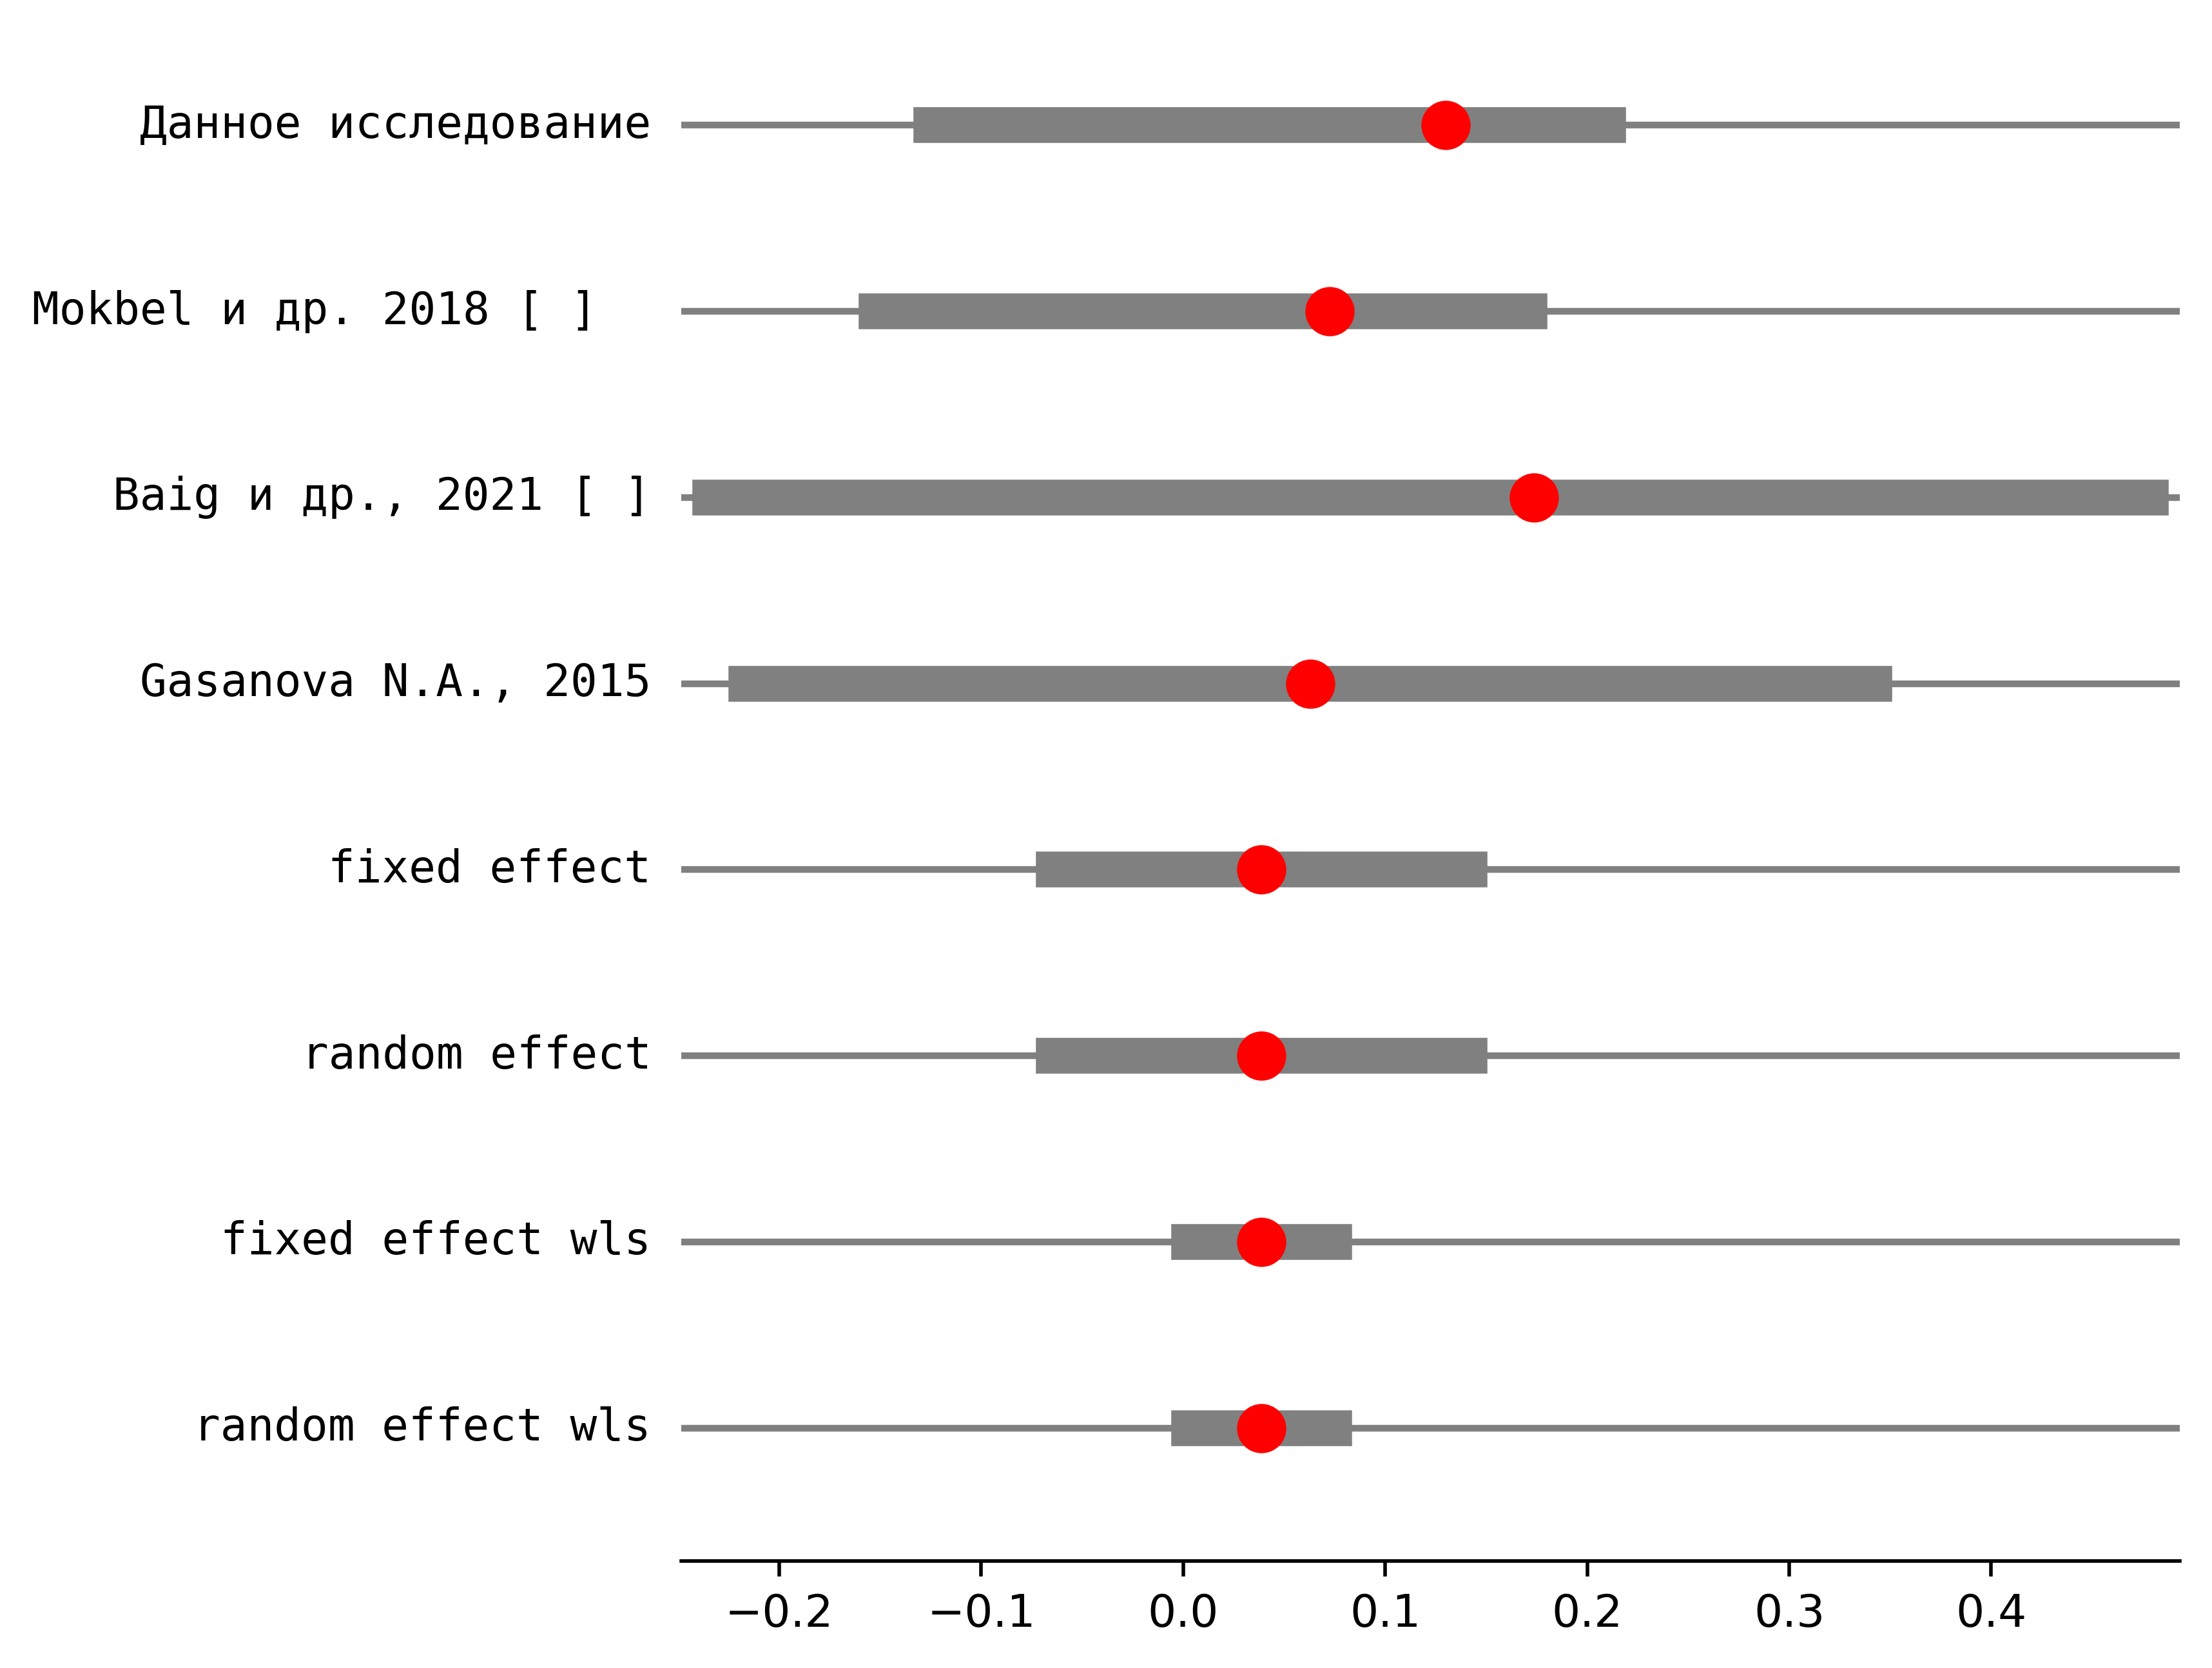 Данное исследование
Mokbel и др. 2018 [ ]
Baig и др., 2021 [ ]
Gasanova N.A., 2015
fixed effect
random effect
fixed effect wls
random effect wls
−0.2 −0.1 0.0 0.1 0.2 0.3 0.4